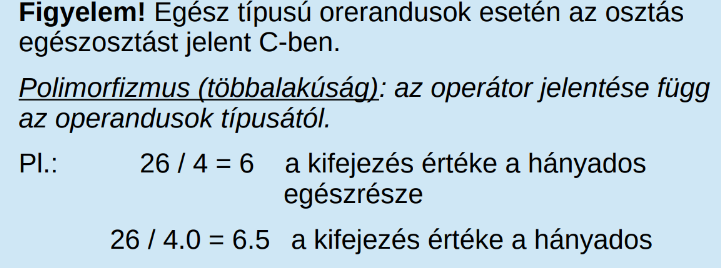 Figyelem! Egész típusú orerandusok esetén az osztás
egészosztást jelent C-ben.
Polimorfizmus (többalakúság): az operátor jelentése függ
az operandusok típusától.
Pl.: 26 / 4 = 6 a kifejezés értéke a hányados
egészrésze
26 / 4.0 = 6.5 a kifejezés értéke a hányados